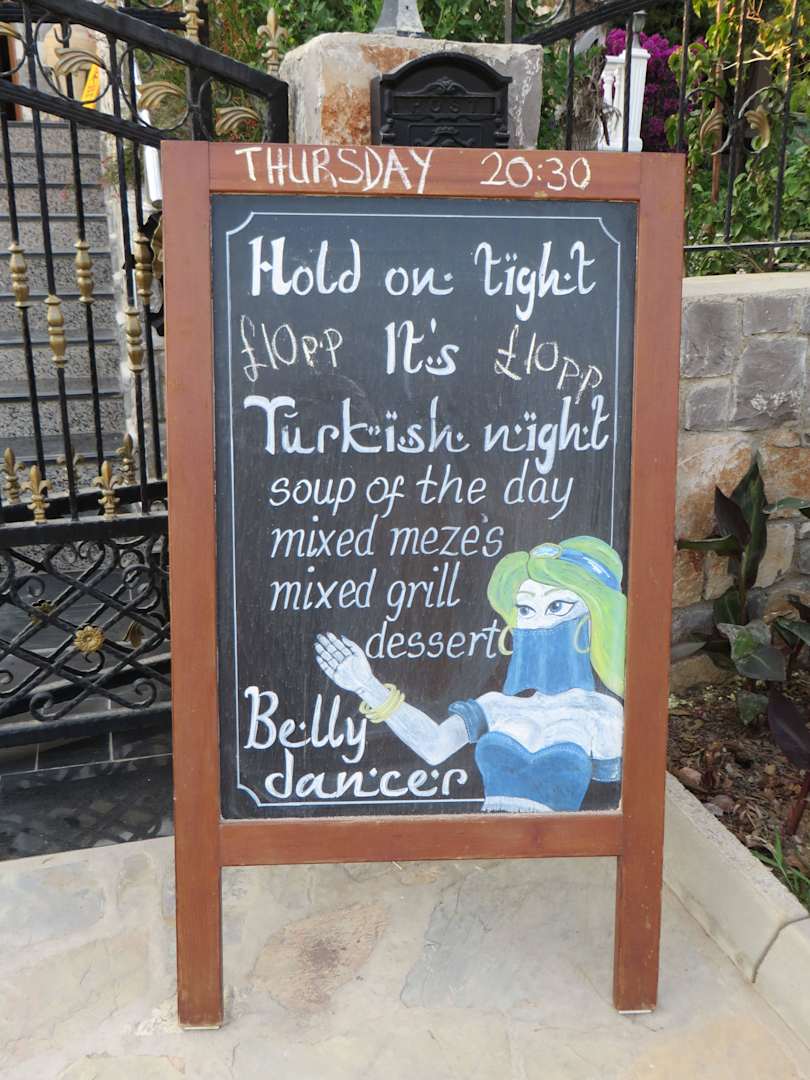 POST
THURSDAY 20:30
Hold on tight
£10pp It's £10pp
Turkish night
soup of the day
mixed meze's
mixed grill
dessert
Belly
dancer